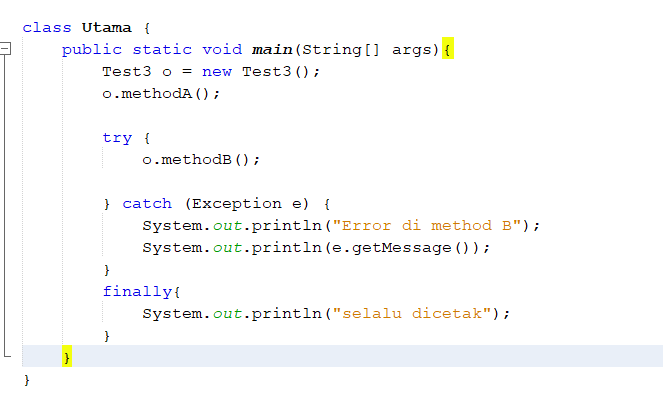 class Utama {
public static void main(String[] args){
Test3 o = new Test3();
o.methodA();
try {
o.methodB();
} catch (Exception e) {
System.out.println("Error di method B");
System.out.println(e.getMessage());
}
finally{
System.out.println("selalu dicetak");
}
}
}